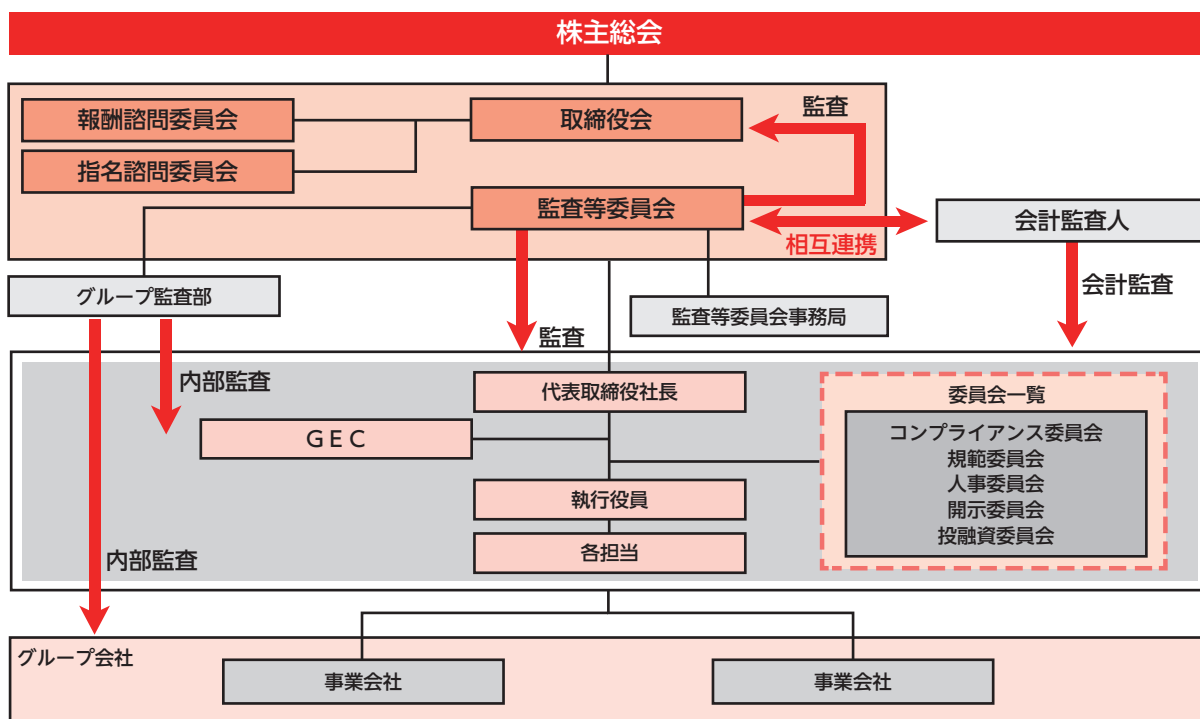 株主総会
報酬諮問委員会
取締役会
監査
指名諮問委員会
監査等委員会
会計監査人
相互連携
グループ監査部
監査等委員会事務局
会計監査
監査
内部監査
代表取締役社長
委員会一覧
GEC
コンプライアンス委員会
規範委員会
人事委員会
開示委員会
投融資委員会
執行役員
各担当
内部監査
グループ会社
事業会社
事業会社